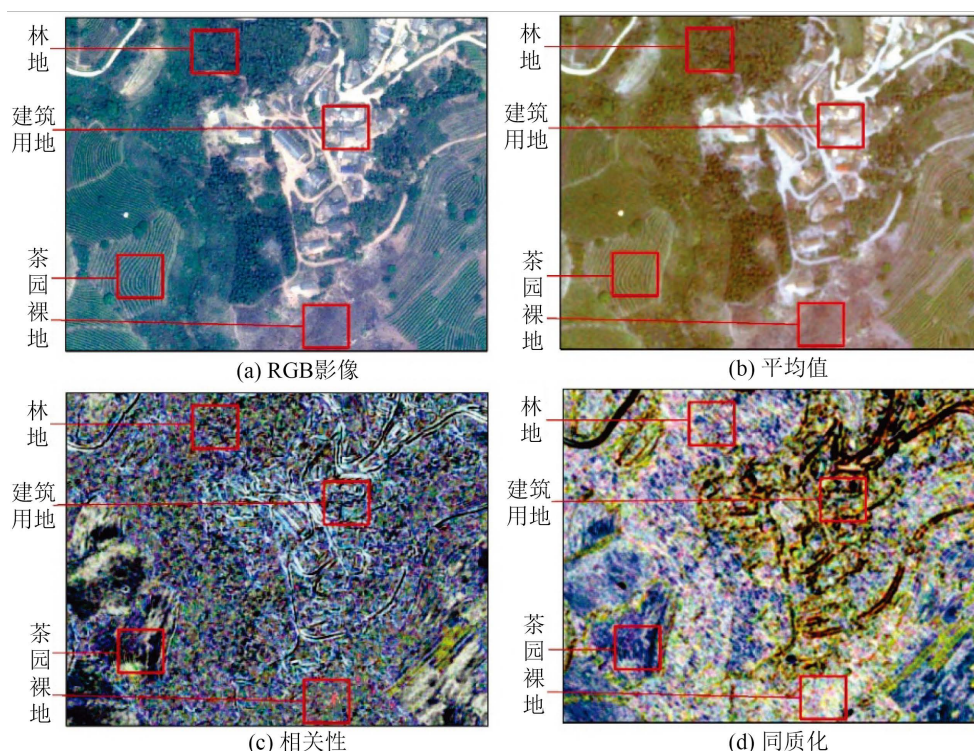 林
地
建筑
用地
茶
园
裸
地
(a) RGB影像
林
地
建筑
用地
茶
园
裸
地
(b) 平均值
林
地
建筑
用地
茶
园
裸
地
(c) 相关性
林
地
建筑
用地
茶
园
裸
地
(d) 同质化